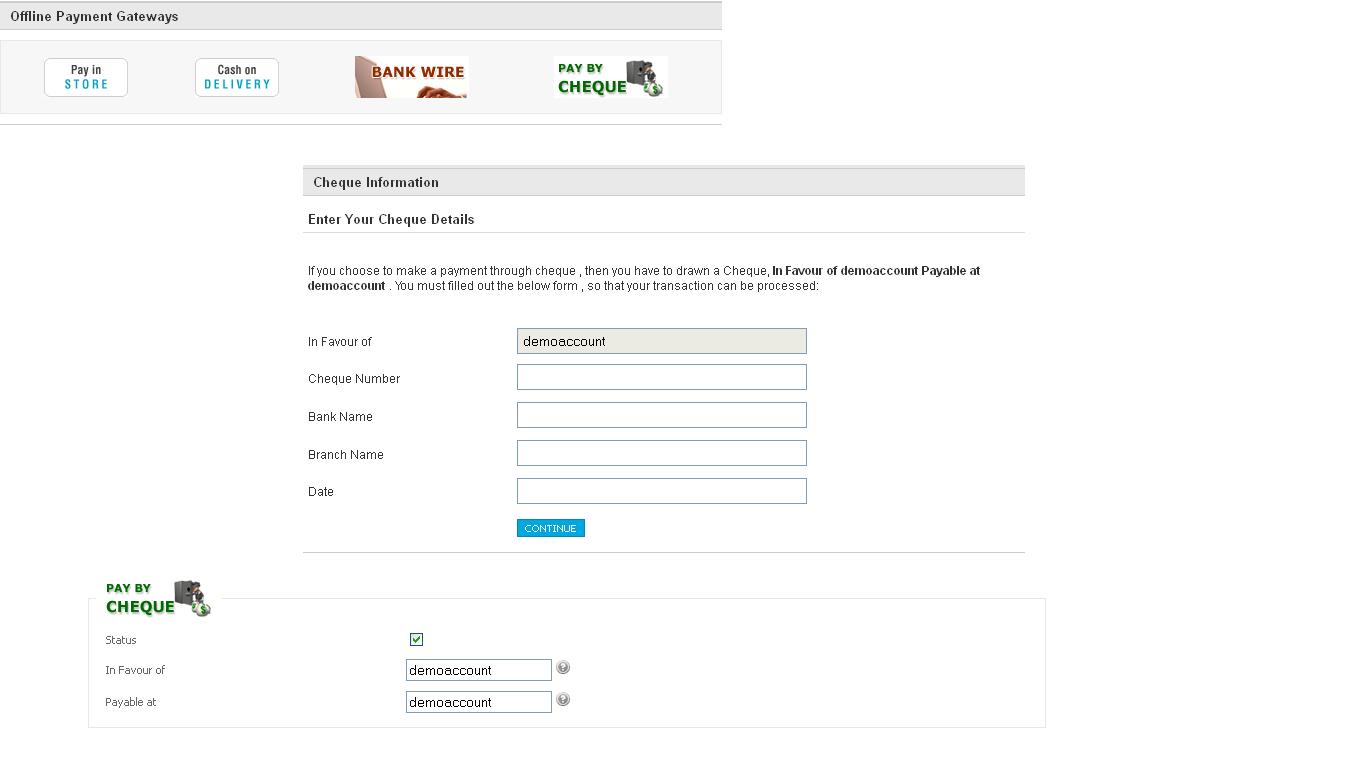 Offline Payment Gateways
Pay in
STORE
Cash on
DELIVERY
BANK WIRE
PAY BY
CHEQUE
Cheque Information
Enter Your Cheque Details
If you choose to make a payment through cheque , then you have to drawn a Cheque, In Favour of demoaccount Payable at
demoaccount . You must filled out the below form , so that your transaction can be processed:
In Favour of demoaccount
Cheque Number
Bank Name
Branch Name
Date
CONTINUE
PAY BY
CHEQUE
Status
In Favour of demoaccount ?
Payable at demoaccount ?